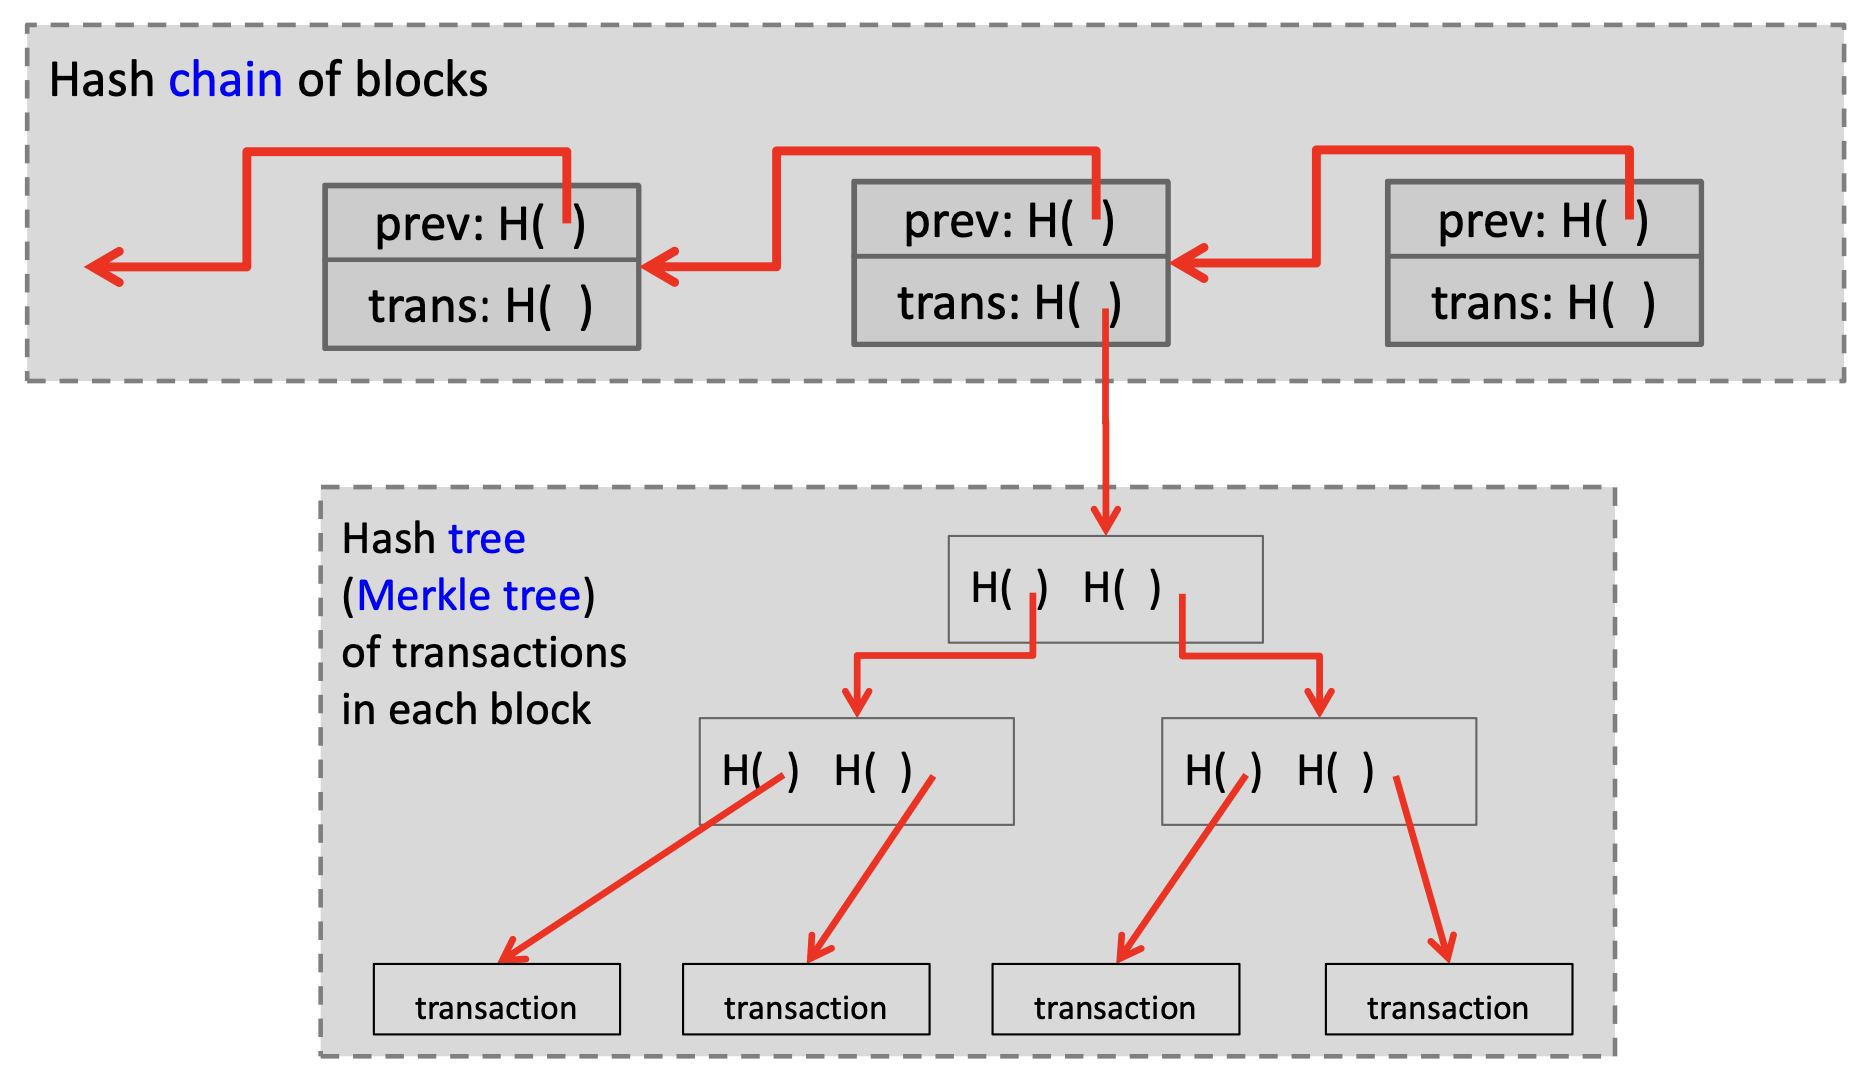 Hash chain of blocks
prev: H( )
prev: H( )
prev: H( )
trans: H( )
trans: H( )
trans: H( )
Hash tree
(Merkle tree)
of transactions
in each block
H( ) H( )
H( ) H( )
H( ) H( )
transaction
transaction
transaction
transaction